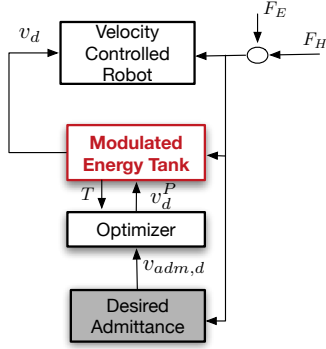 F_E
v_d
Velocity
Controlled
Robot
F_H
Modulated
Energy Tank
T
v_d^P
Optimizer
v_{adm,d}
Desired
Admittance